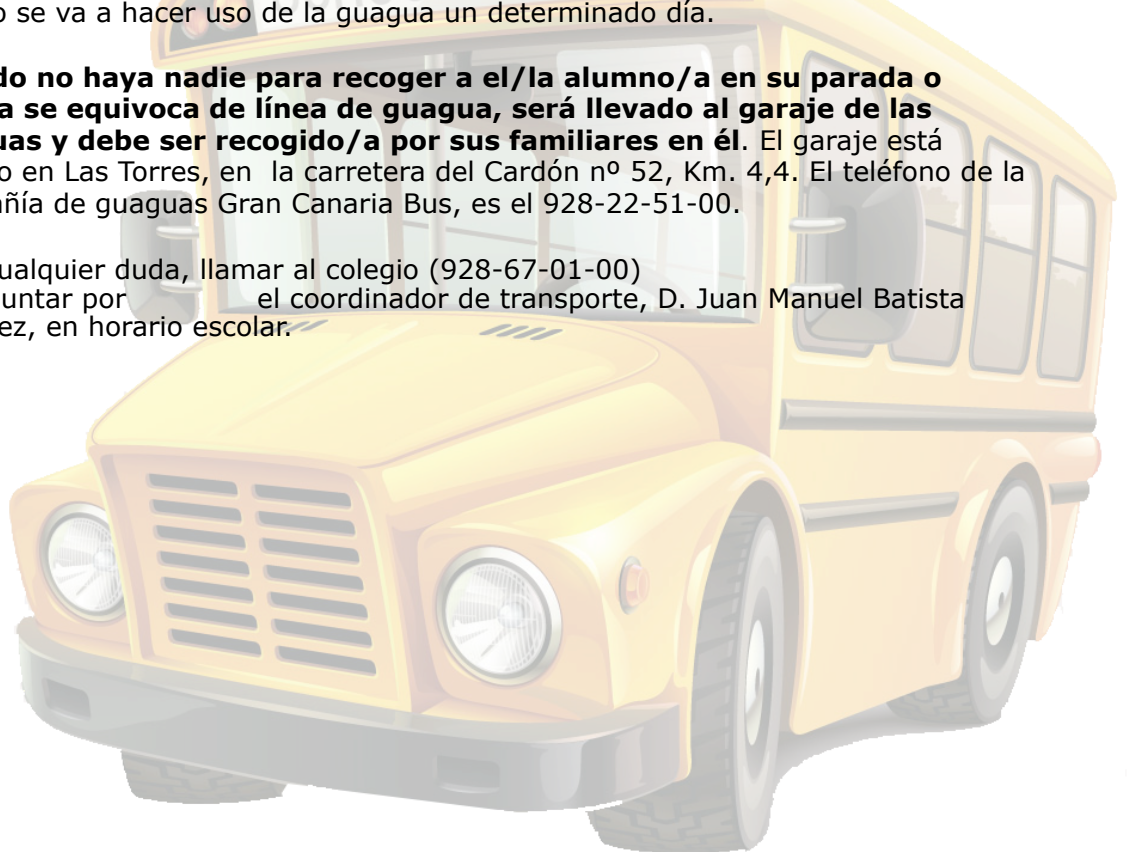 o se va a hacer uso de la guagua un determinado día.
do no haya nadie para recoger a el/la alumno/a en su parada o
a se equivoca de línea de guagua, será llevado al garaje de las
uas y debe ser recogido/a por sus familiares en él. El garaje está
o en Las Torres, en la carretera del Cardón nº 52, Km. 4,4. El teléfono de la
añía de guaguas Gran Canaria Bus, es el 928-22-51-00.
ualquier duda, llamar al colegio (928-67-01-00)
untar por el coordinador de transporte, D. Juan Manuel Batista
ez, en horario escolar.